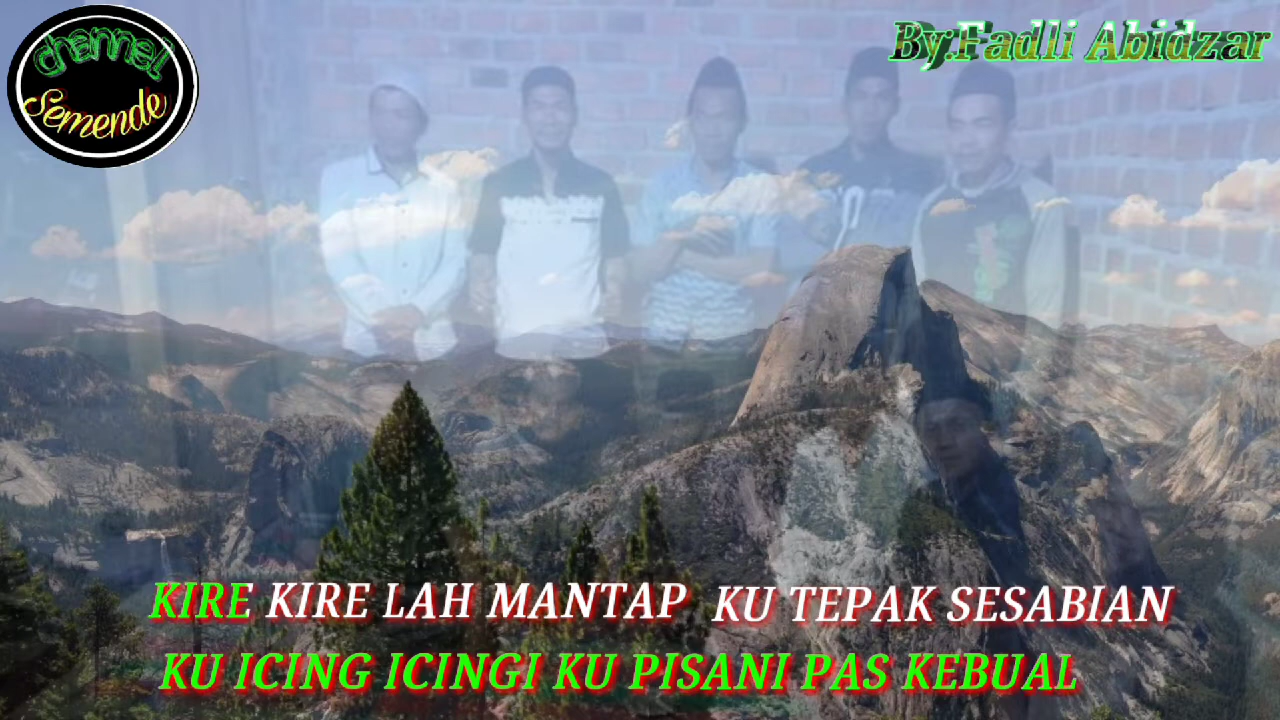 channel
Semende
By:Fadli Abidzar
KIRE KIRE LAH MANTAP KU TEPAK SESABIAN
KU ICING ICINGI KU PISANI PAS KEBUAL